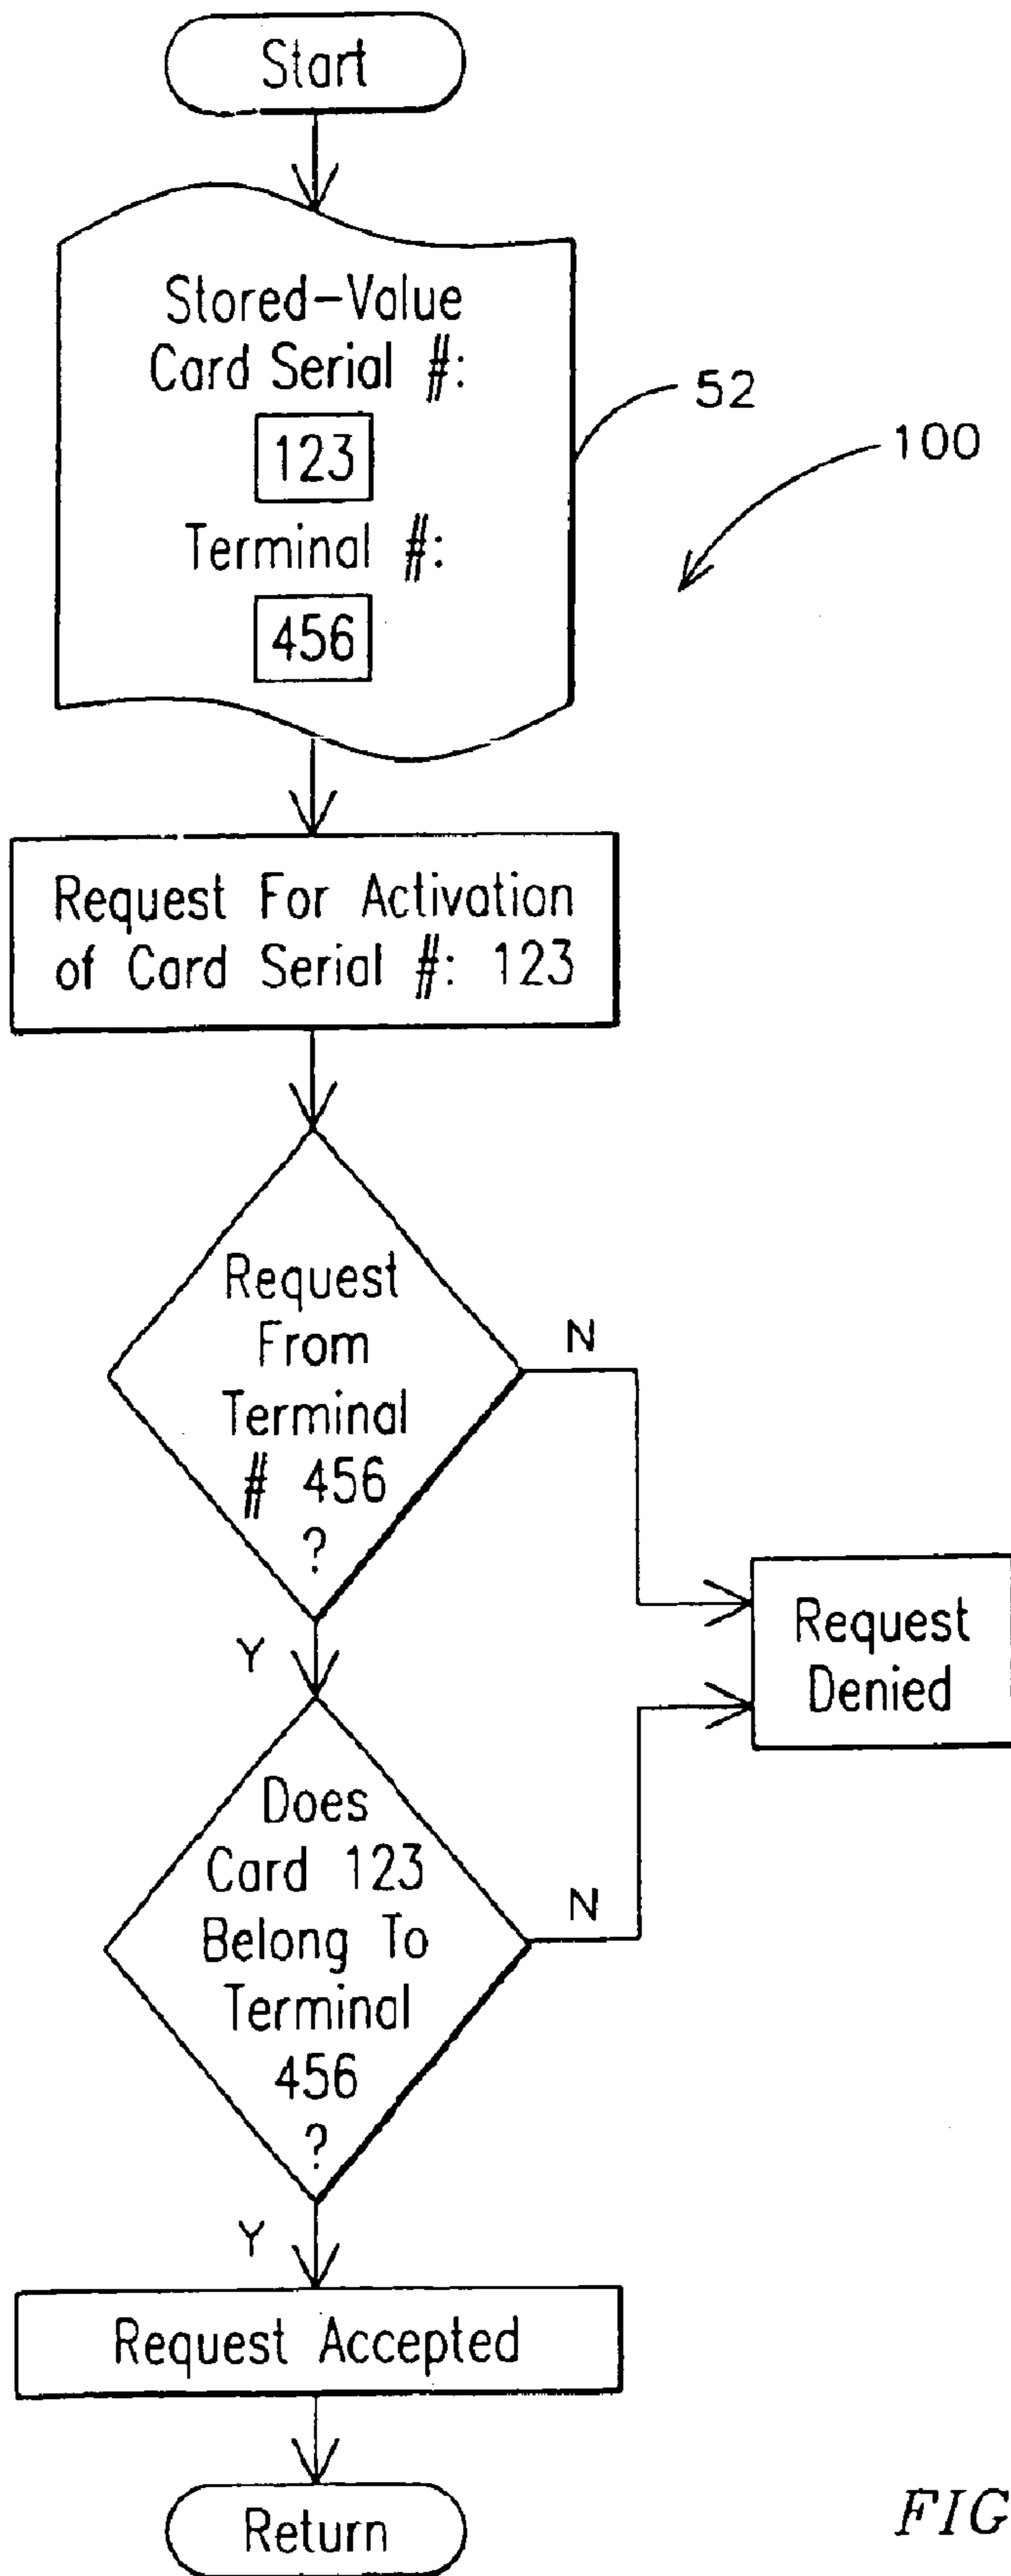 Start
Stored-Value
Card Serial #:
123
Terminal #:
456
52
100
Request For Activation
of Card Serial #: 123
Request
From
Terminal
# 456
?
N
Y
Request
Denied
Does
Card 123
Belong To
Terminal
456
?
N
Y
Request Accepted
Return
FIG